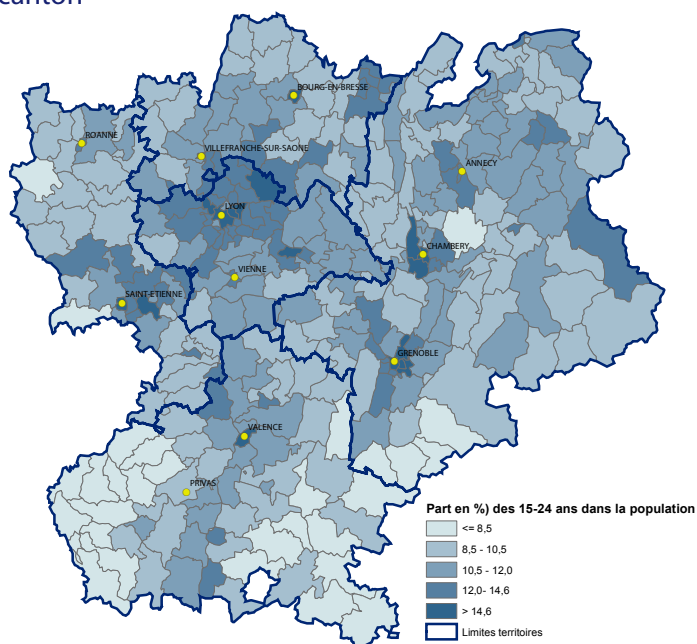 canton
BOURG-EN-BRESSE
ROANNE
VILLEFRANCHE-SUR-SAONE
ANNECY
LYON
CHAMBERY
VIENNE
SAINT-ETIENNE
GRENOBLE
VALENCE
PRIVAS
Part en %) des 15-24 ans dans la population
<= 8,5
8,5 - 10,5
10,5 - 12,0
12,0- 14,6
> 14,6
Limites territoires